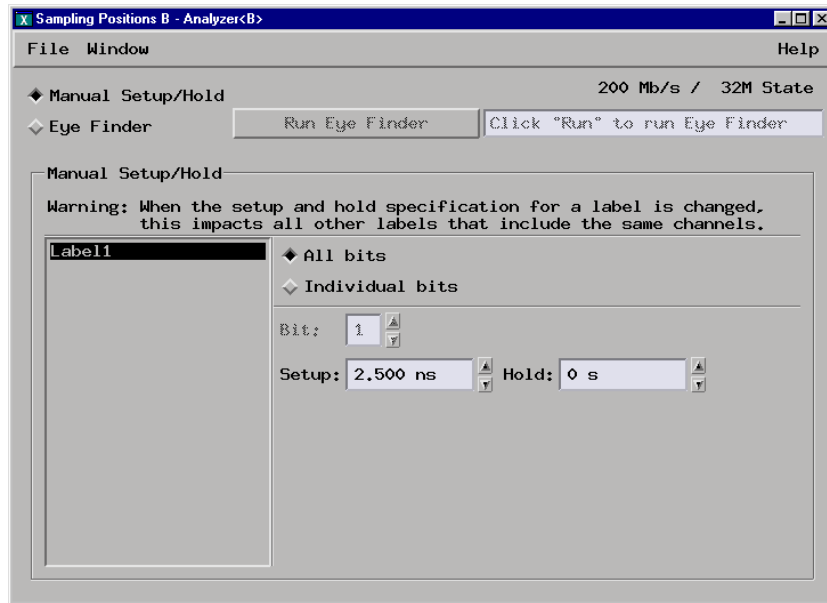 Sampling Positions B - Analyzer<B>
File Window Help
Manual Setup/Hold 200 Mb/s / 32M State
Eye Finder Run Eye Finder Click "Run" to run Eye Finder
Manual Setup/Hold
Warning: When the setup and hold specification for a label is changed,
this impacts all other labels that include the same channels.
Label1
All bits
Individual bits
Bit: 1
Setup: 2.500 ns Hold: 0 s